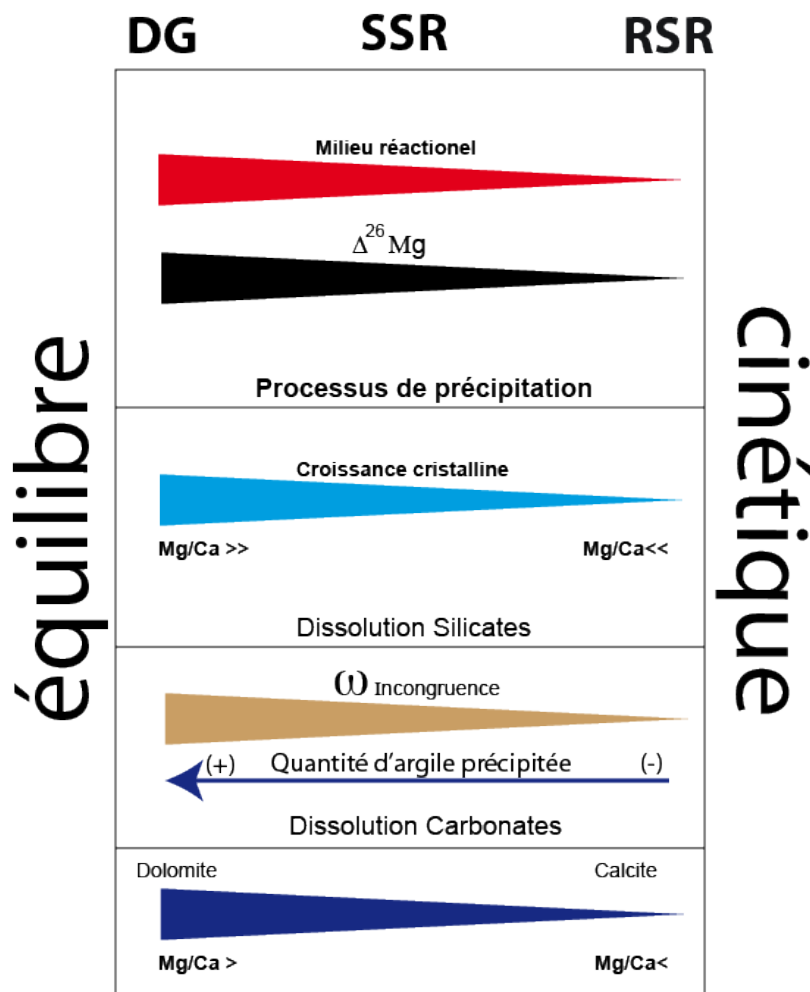 DG SSR RSR
Milieu réactionel
Δ26Mg
Processus de précipitation
équilibre
cinétique
Croissance cristalline
Mg/Ca >> Mg/Ca<<
Dissolution Silicates
ω Incongruence
(+) Quantité d'argile précipitée (-)
Dissolution Carbonates
Dolomite Calcite
Mg/Ca > Mg/Ca<